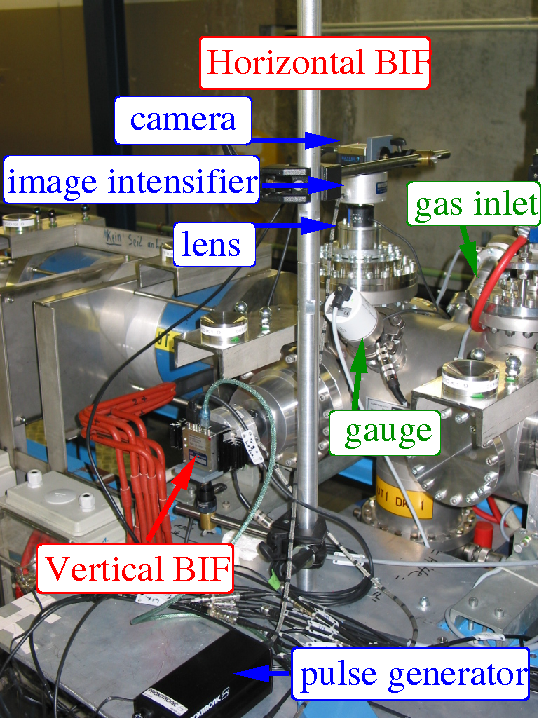 Horizontal BIF
camera
image intensifier
gas inlet
lens
gauge
Vertical BIF
pulse generator